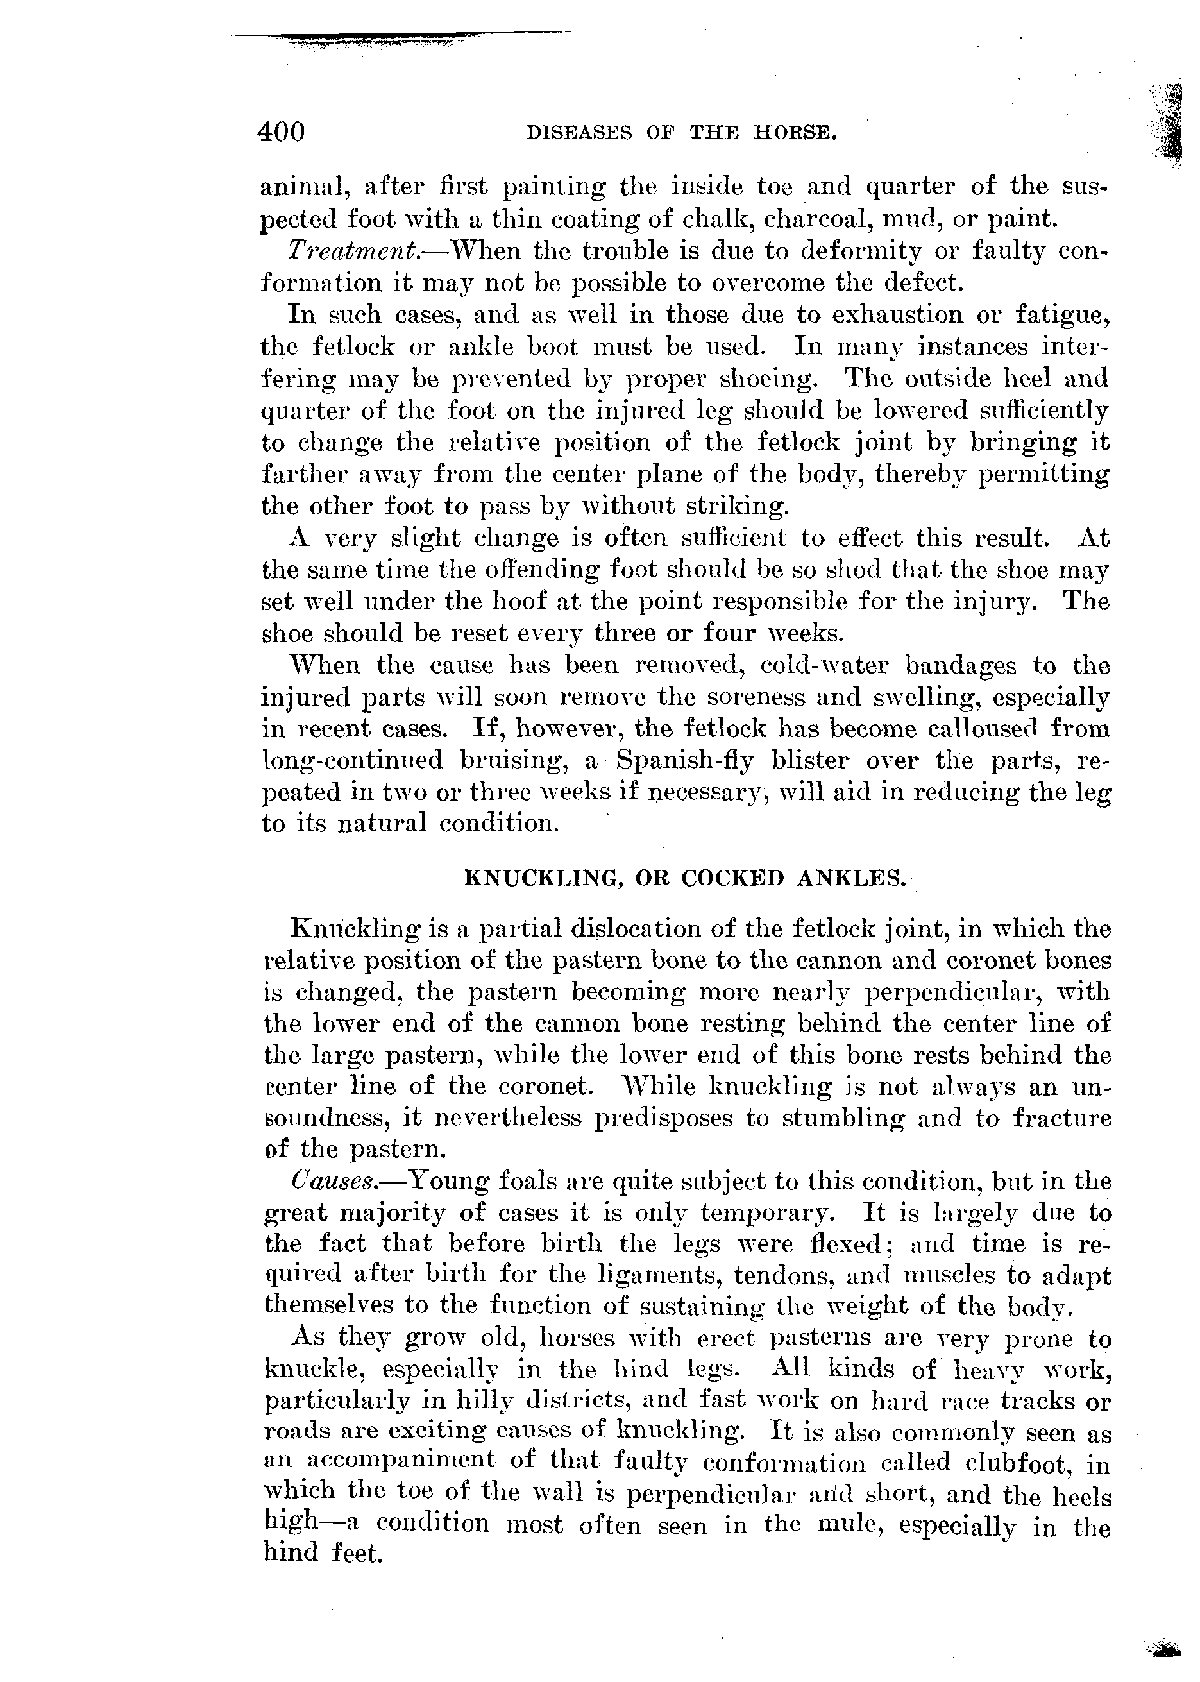 400 DISEASES OF THE HORSE.
animal, after first painting the inside toe and quarter of the sus-
pected foot with a thin coating of chalk, charcoal, mud, or paint.
Treatment.—When the trouble is due to deformity or faulty con-
formation it may not be possible to overcome the defect.
In such cases, and as well in those due to exhaustion or fatigue,
the fetlock or ankle boot must be used. In many instances inter-
fering may be prevented by proper shoeing. The outside heel and
quarter of the foot on the injured leg should be lowered sufficiently
to change the relative position of the fetlock joint by bringing it
farther away from the center plane of the body, thereby permitting
the other foot to pass by without striking.
A very slight change is often sufficient to effect this result. At
the same time the offending foot should be so shod that the shoe may
set well under the hoof at the point responsible for the injury. The
shoe should be reset every three or four weeks.
When the cause has been removed, cold-water bandages to the
injured parts will soon remove the soreness and swelling, especially
in recent cases. If, however, the fetlock has become calloused from
long-continued bruising, a Spanish-fly blister over the parts, re-
peated in two or three weeks if necessary, will aid in reducing the leg
to its natural condition.
KNUCKLING, OR COCKED ANKLES.
Knuckling is a partial dislocation of the fetlock joint, in which the
relative position of the pastern bone to the cannon and coronet bones
is changed, the pastern becoming more nearly perpendicular, with
the lower end of the cannon bone resting behind the center line of
the large pastern, while the lower end of this bone rests behind the
center line of the coronet. While knuckling is not always an un-
soundness, it nevertheless predisposes to stumbling and to fracture
of the pastern.
Causes.—Young foals are quite subject to this condition, but in the
great majority of cases it is only temporary. It is largely due to
the fact that before birth the legs were flexed; and time is re-
quired after birth for the ligaments, tendons, and muscles to adapt
themselves to the function of sustaining the weight of the body.
As they grow old, horses with erect pasterns are very prone to
knuckle, especially in the hind legs. All kinds of heavy work,
particularly in hilly districts, and fast work on hard race tracks or
roads are exciting causes of knuckling. It is also commonly seen as
an accompaniment of that faulty conformation called clubfoot, in
which the toe of the wall is perpendicular and short, and the heels
high—a condition most often seen in the mule, especially in the
hind feet.